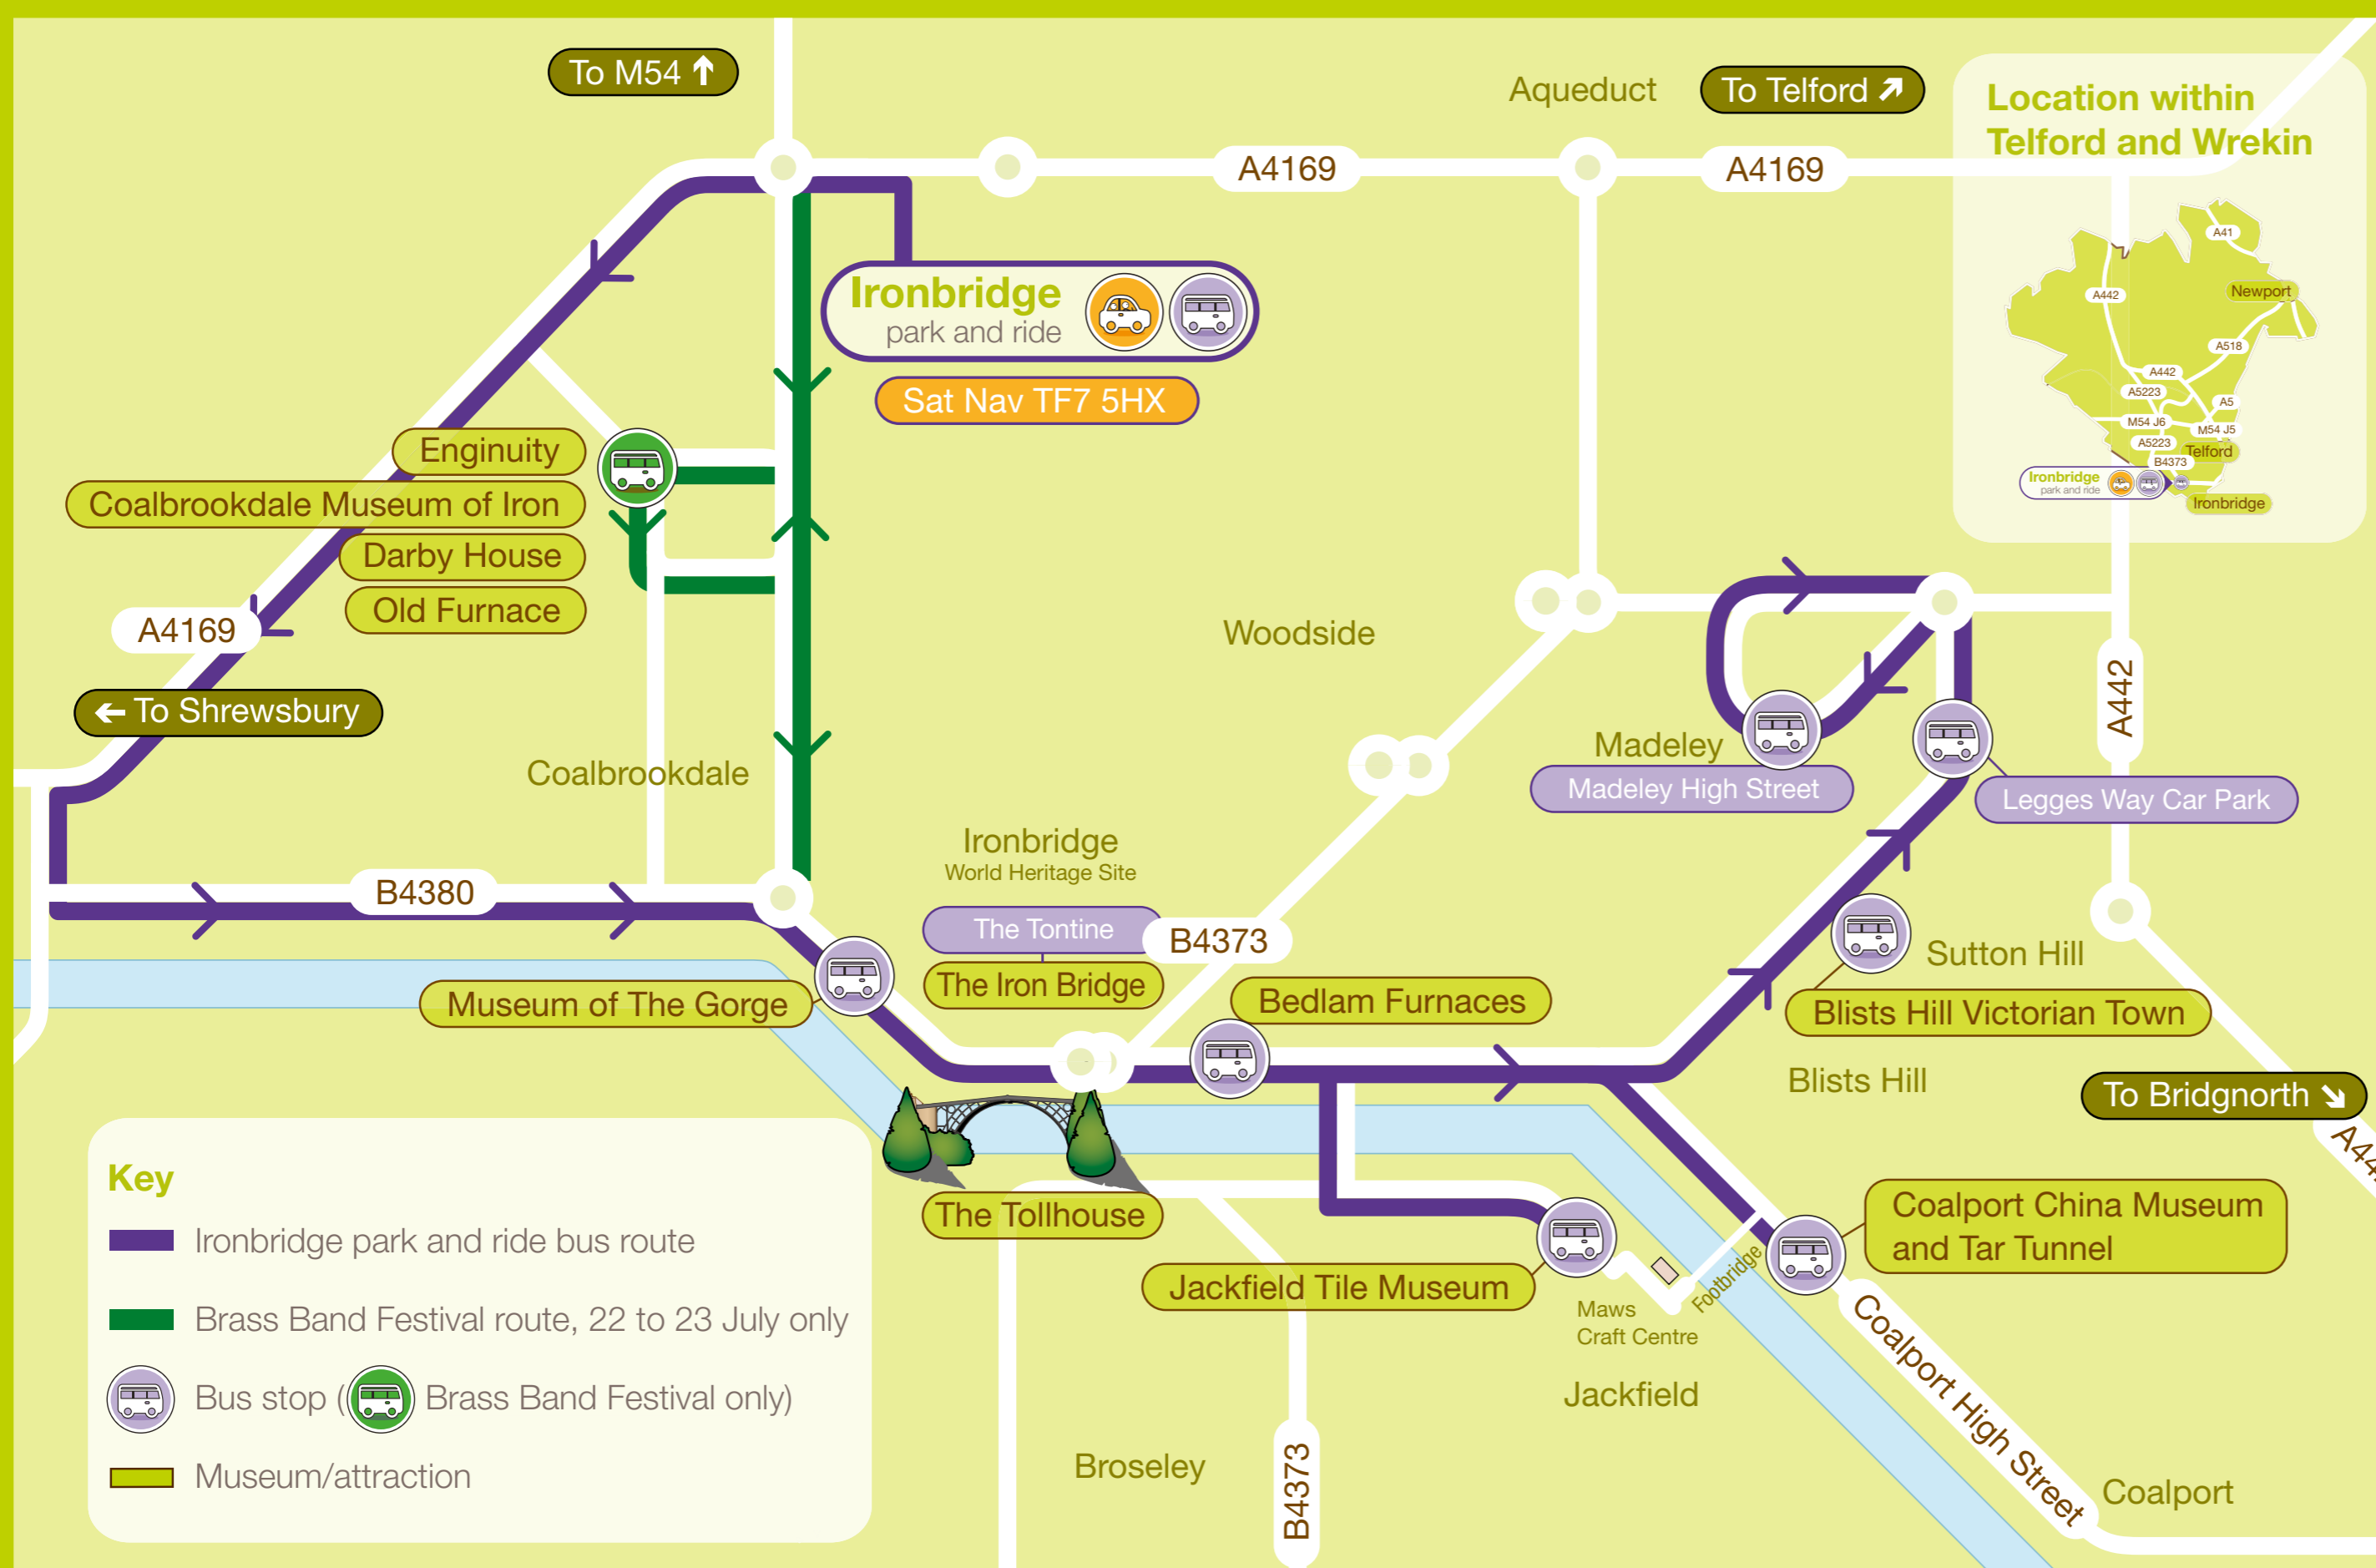 To M54
Aqueduct
To Telford
Location within
Telford and Wrekin
A4169
A4169
A41
A442
Newport
A518
A442
A5223
A5
M54 J6
M54 J5
A5223
Telford
B4373
Ironbridge
park and ride
Ironbridge
Ironbridge
park and ride
Sat Nav TF7 5HX
Enginuity
Coalbrookdale Museum of Iron
Darby House
Old Furnace
A4169
To Shrewsbury
Coalbrookdale
Woodside
A442
Madeley
Madeley High Street
Legges Way Car Park
Ironbridge
World Heritage Site
B4380
The Tontine
B4373
The Iron Bridge
Museum of The Gorge
Bedlam Furnaces
Sutton Hill
Blists Hill Victorian Town
Blists Hill
To Bridgnorth
A44
The Tollhouse
Jackfield Tile Museum
Coalport China Museum
and Tar Tunnel
Footbridge
Maws
Craft Centre
Jackfield
Coalport High Street
Broseley
B4373
Coalport
Key
Ironbridge park and ride bus route
Brass Band Festival route, 22 to 23 July only
Bus stop ( Brass Band Festival only)
Museum/attraction